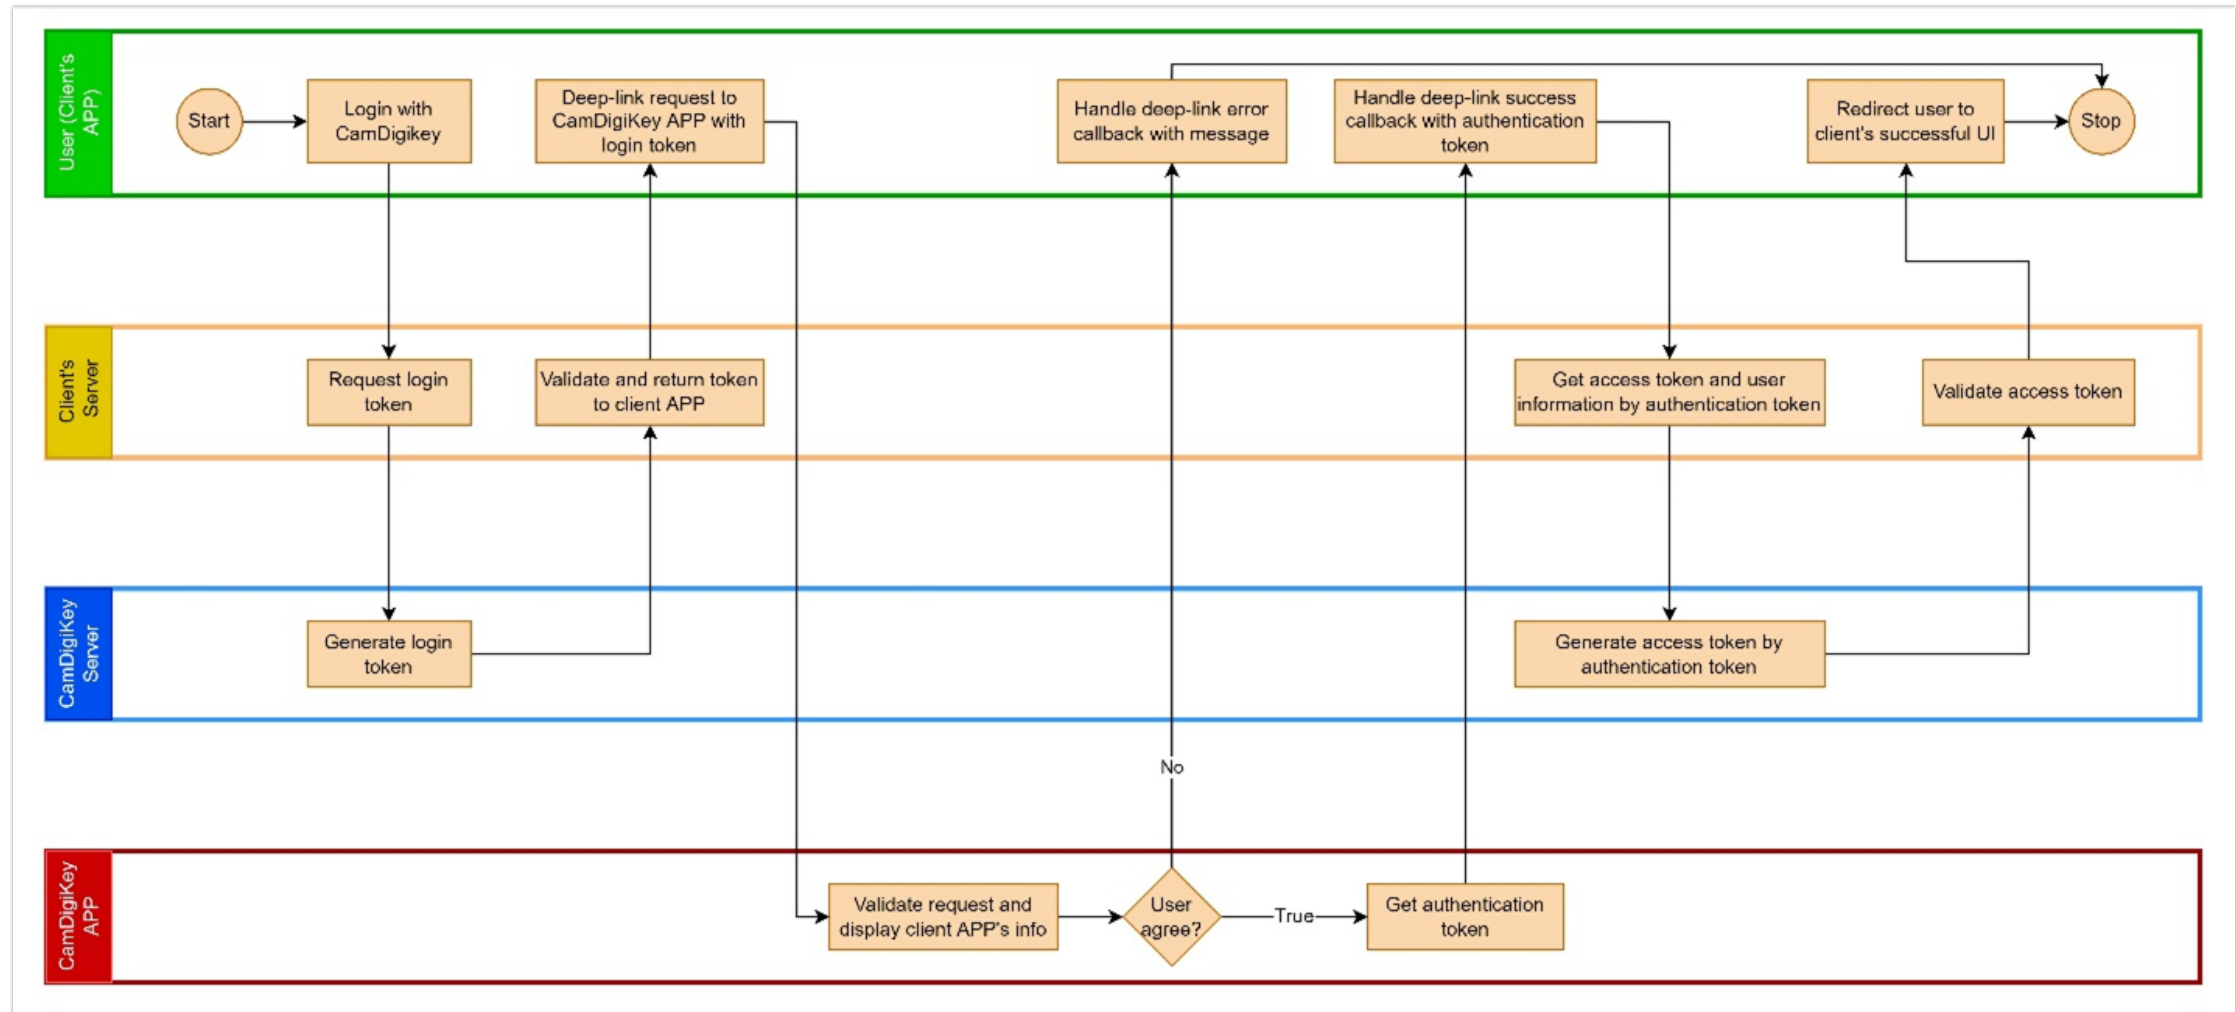 User (Client's
APP)
Start
Login with
CamDigikey
Deep-link request to
CamDigiKey APP with
login token
Handle deep-link error
callback with message
Handle deep-link success
callback with authentication
token
Redirect user to
client's successful UI
Stop
Client's
Server
Request login
token
Validate and return token
to client APP
Get access token and user
information by authentication token
Validate access token
CamDigiKey
Server
Generate login
token
Generate access token by
authentication token
No
CamDigiKey
APP
Validate request and
display client APP's info
User
agree?
True
Get authentication
token